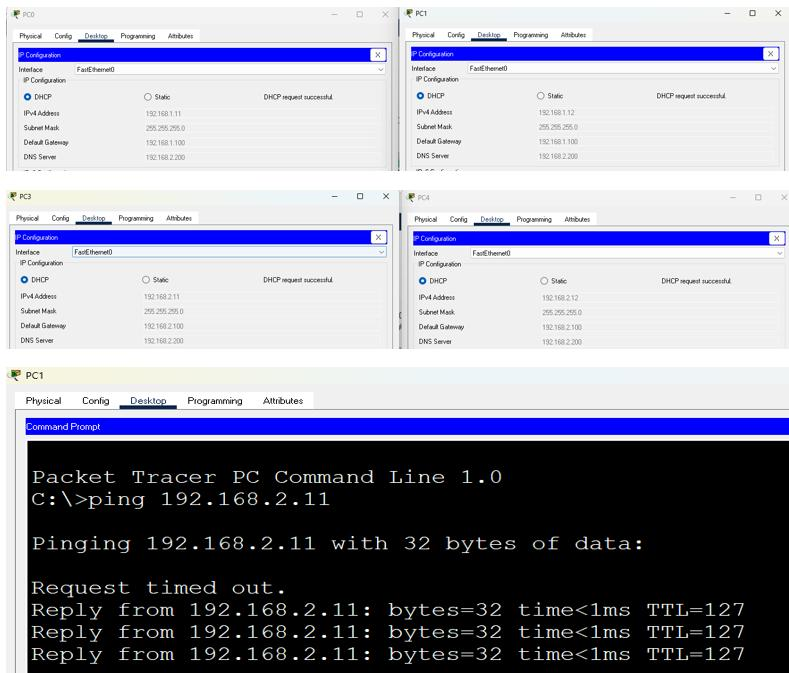 PC0
Physical Config Desktop Programming Attributes
IP Configuration X
Interface FastEthernet0
IP Configuration
DHCP Static DHCP request successful.
IPv4 Address 192.168.1.11
Subnet Mask 255.255.255.0
Default Gateway 192.168.1.100
DNS Server 192.168.2.200
PC1
Physical Config Desktop Programming Attributes
IP Configuration X
Interface FastEthernet0
IP Configuration
DHCP Static DHCP request successful.
IPv4 Address 192.168.1.12
Subnet Mask 255.255.255.0
Default Gateway 192.168.1.100
DNS Server 192.168.2.200
PC3
Physical Config Desktop Programming Attributes
IP Configuration X
Interface FastEthernet0
IP Configuration
DHCP Static DHCP request successful.
IPv4 Address 192.168.2.11
Subnet Mask 255.255.255.0
Default Gateway 192.168.2.100
DNS Server 192.168.2.200
PC4
Physical Config Desktop Programming Attributes
IP Configuration X
Interface FastEthernet0
IP Configuration
DHCP Static DHCP request successful.
IPv4 Address 192.168.2.12
Subnet Mask 255.255.255.0
Default Gateway 192.168.2.100
DNS Server 192.168.2.200
PC1
Physical Config Desktop Programming Attributes
Command Prompt
Packet Tracer PC Command Line 1.0
C:\>ping 192.168.2.11
Pinging 192.168.2.11 with 32 bytes of data:
Request timed out.
Reply from 192.168.2.11: bytes=32 time<1ms TTL=127
Reply from 192.168.2.11: bytes=32 time<1ms TTL=127
Reply from 192.168.2.11: bytes=32 time<1ms TTL=127